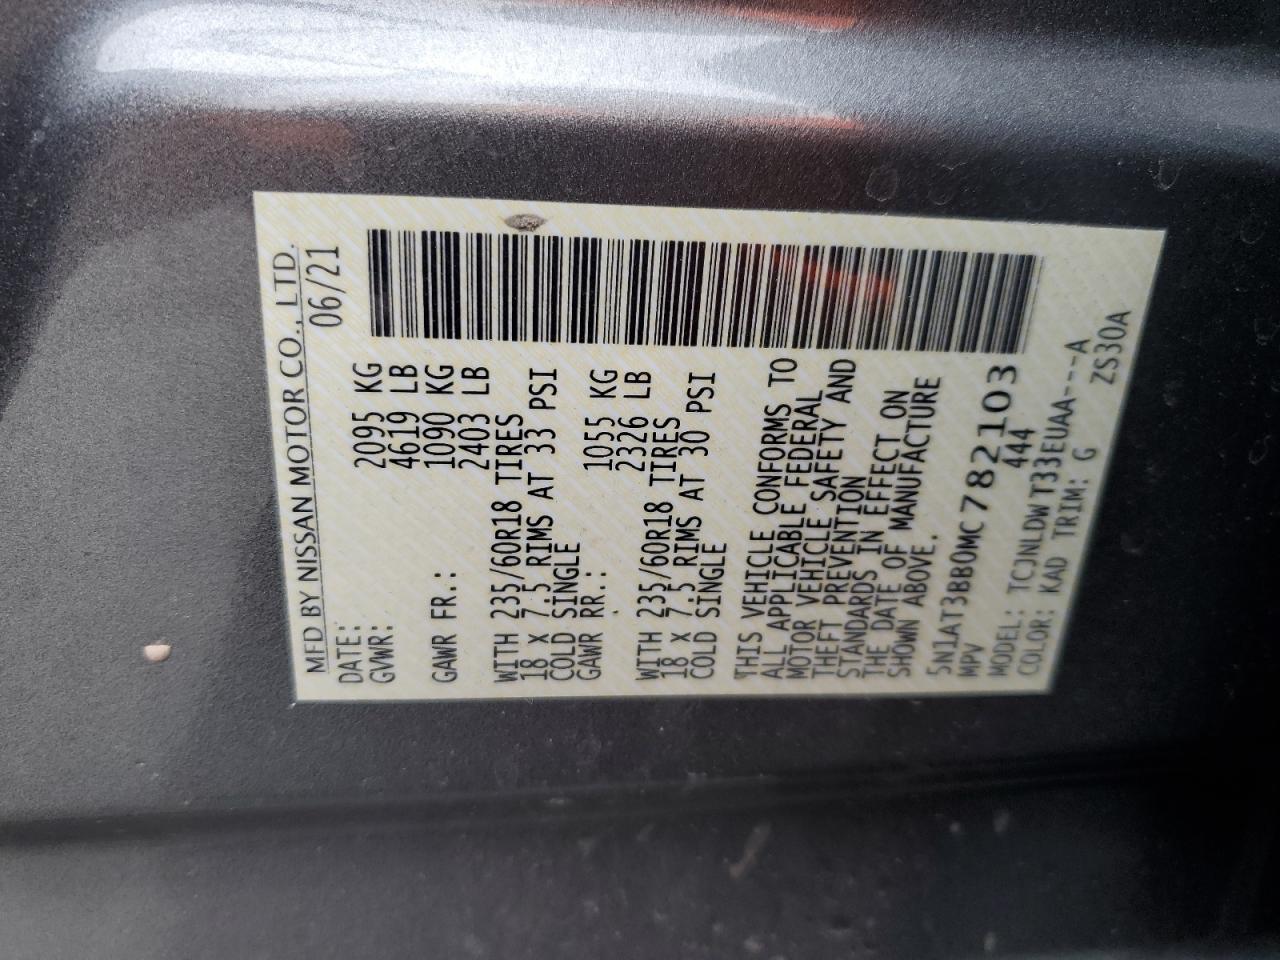 MFD BY NISSAN MOTOR CO., LTD.
DATE: 06/21
GVWR: 2095 KG
4619 LB
GAWR FR.: 1090 KG
2403 LB
WITH 235/60R18 TIRES
18 X 7.5 RIMS AT 33 PSI
COLD SINGLE
GAWR RR.: 1055 KG
2326 LB
WITH 235/60R18 TIRES
18 X 7.5 RIMS AT 30 PSI
COLD SINGLE
THIS VEHICLE CONFORMS TO
ALL APPLICABLE FEDERAL
MOTOR VEHICLE SAFETY AND
THEFT PREVENTION
STANDARDS IN EFFECT ON
THE DATE OF MANUFACTURE
SHOWN ABOVE.
5N1AT3BB0MC782103
MPV 444
MODEL: TCJNLDWT33EUAA---A
COLOR: KAD TRIM: G ZS30A